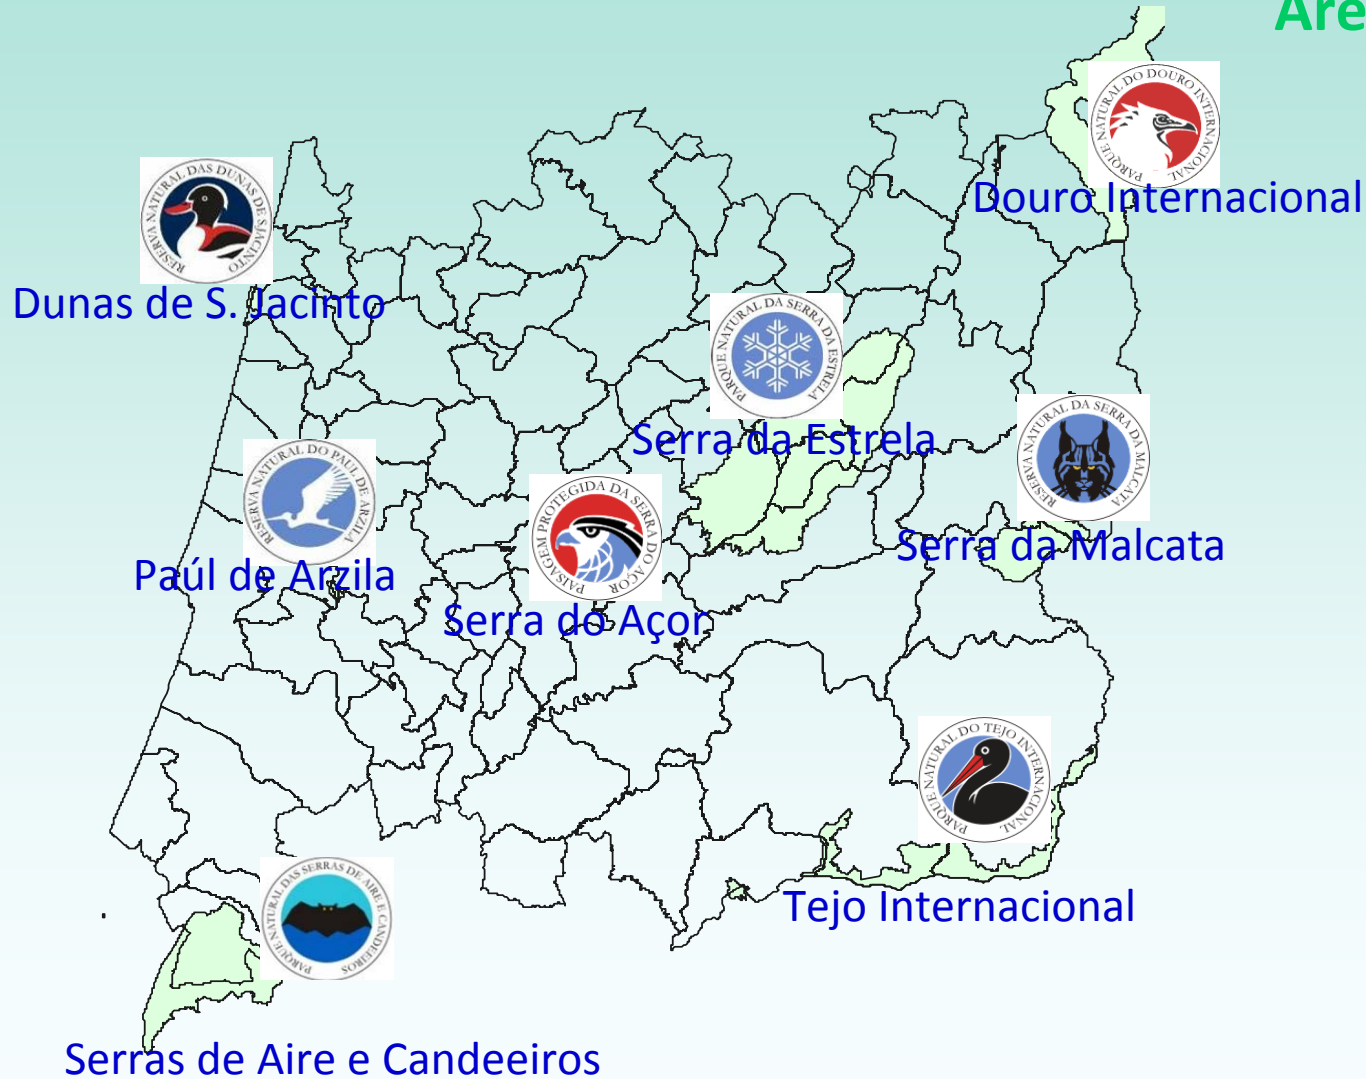 Are
PARQUE NATURAL DO DOURO INTERNACIONAL
Douro Internacional
RESERVA NATURAL DAS DUNAS DE S.JACINTO
Dunas de S. Jacinto
PARQUE NATURAL DA SERRA DA ESTRELA
Serra da Estrela
RESERVA NATURAL DA SERRA DA MALCATA
Serra da Malcata
RESERVA NATURAL DO PAUL DE ARZILA
Paúl de Arzila
PAISAGEM PROTEGIDA DA SERRA DO AÇOR
Serra do Açor
PARQUE NATURAL DO TEJO INTERNACIONAL
Tejo Internacional
PARQUE NATURAL DAS SERRAS DE AIRE E CANDEEIROS
Serras de Aire e Candeeiros